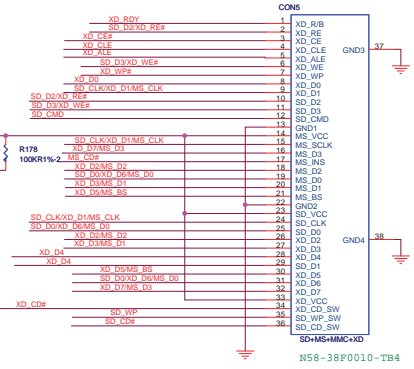 CON5
XD_RDY 1 XD_R/B
SD_D2/XD_RE# 2 XD_RE
XD_CE# 3 XD_CE
XD_CLE 4 XD_CLE GND3 37
XD_ALE 5 XD_ALE
SD_D3/XD_WE# 6 XD_WE
XD_WP# 7 XD_WP
XD_D0 8 XD_D0
SD_CLK/XD_D1/MS_CLK 9 XD_D1
SD_D2/XD_RE# 10 SD_D2
SD_D3/XD_WE# 11 SD_D3
SD_CMD 12 SD_CMD
13 GND1
14 MS_VCC
SD_CLK/XD_D1/MS_CLK 15 MS_SCLK
R178 XD_D7/MS_D3 16 MS_D3
100KR1%-2 MS_CD# 17 MS_INS
XD_D2/MS_D2 18 MS_D2
SD_D0/XD_D6/MS_D0 19 MS_D0
XD_D3/MS_D1 20 MS_D1
XD_D5/MS_BS 21 MS_BS
22 GND2
23 SD_VCC
SD_CLK/XD_D1/MS_CLK 24 SD_CLK
SD_D0/XD_D6/MS_D0 25 SD_D0
XD_D2/MS_D2 26 XD_D2 GND4 38
XD_D3/MS_D1 27 XD_D3
XD_D4 28 XD_D4
XD_D4 29 SD_D1
XD_D5/MS_BS 30 XD_D5
SD_D0/XD_D6/MS_D0 31 XD_D6
XD_D7/MS_D3 32 XD_D7
33 XD_VCC
XD_CD# 34 XD_CD_SW
SD_WP 35 SD_WP_SW
SD_CD# 36 SD_CD_SW
SD+MS+MMC+XD
N58-38F0010-TB4